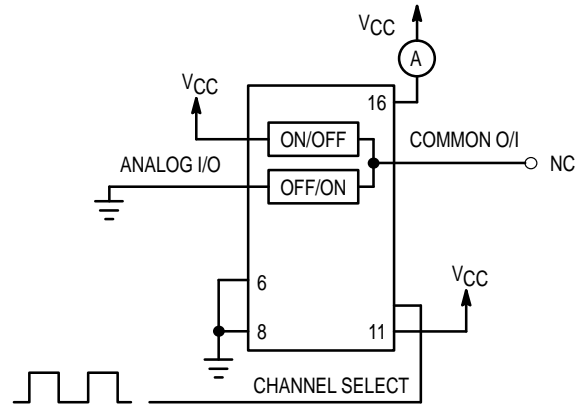 VCC
A
16
VCC
ON/OFF
COMMON O/I
ANALOG I/O
OFF/ON
NC
VCC
6
8
11
CHANNEL SELECT